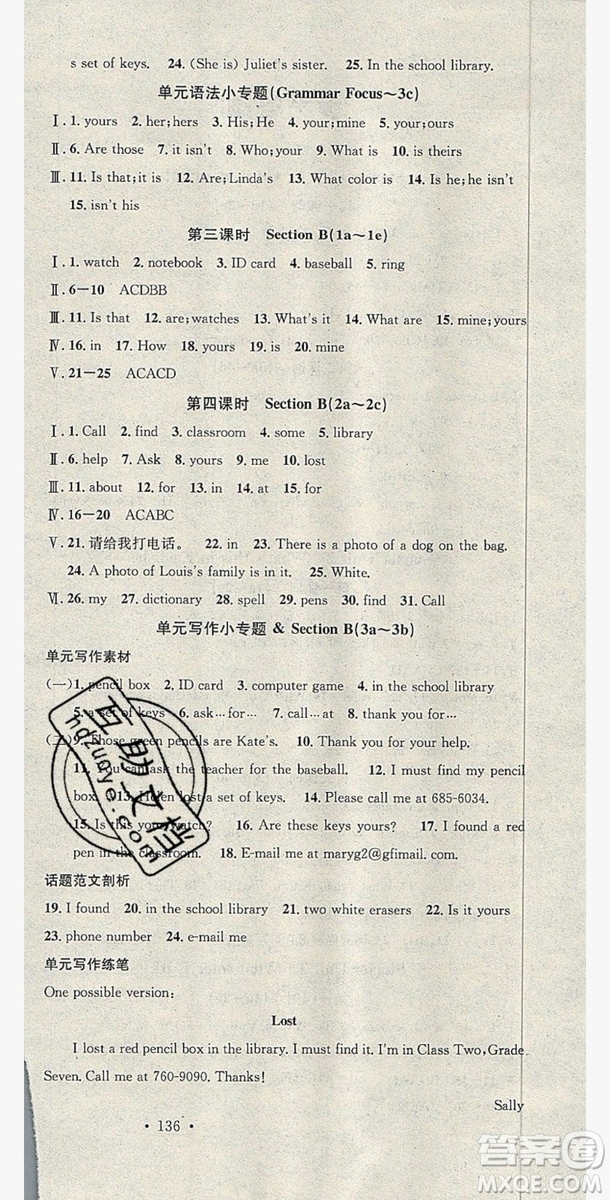 s set of keys. 24. (She is) Juliet's sister. 25. In the school library.
单元语法小专题(Grammar Focus～3c)
Ⅰ. 1. yours 2. her;hers 3. His;He 4. your;mine 5. your;ours
Ⅱ. 6. Are those 7. it is 8. Who;your 9. What is 10. is theirs
Ⅲ. 11. Is that;it is 12. Are;Linda's 13. What color is 14. Is he;he isn't
15. isn't his
第三课时 Section B(1a～1e)
Ⅰ. 1. watch 2. notebook 3. ID card 4. baseball 5. ring
Ⅱ. 6—10 ACDBB
Ⅲ. 11. Is that 12. are;watches 13. What's it 14. What are 15. mine;yours
Ⅳ. 16. in 17. How 18. yours 19. is 20. mine
Ⅴ. 21—25 ACACD
第四课时 Section B(2a～2c)
Ⅰ. 1. Call 2. find 3. classroom 4. some 5. library
Ⅱ. 6. help 7. Ask 8. yours 9. me 10. lost
Ⅲ. 11. about 12. for 13. in 14. at 15. for
Ⅳ. 16—20 ACABC
Ⅴ. 21. 请给我打电话。 22. in 23. There is a photo of a dog on the bag.
24. A photo of Louis's family is in it. 25. White.
Ⅵ. 26. my 27. dictionary 28. spell 29. pens 30. find 31. Call
单元写作小专题 & Section B(3a～3b)
单元写作素材
(一)1. pencil box 2. ID card 3. computer game 4. in the school library
5. a set of keys 6. ask…for… 7. call…at 8. thank you for…
(二)9. Those green pencils are Kate's. 10. Thank you for your help.
11. You can ask the teacher for the baseball. 12. I must find my pencil
box. 13. Helen lost a set of keys. 14. Please call me at 685-6034.
15. Is this your watch? 16. Are these keys yours? 17. I found a red
pen in the classroom. 18. E-mail me at maryg2@gfimail. com.
话题范文剖析
19. I found 20. in the school library 21. two white erasers 22. Is it yours
23. phone number 24. e-mail me
单元写作练笔
One possible version:
Lost
I lost a red pencil box in the library. I must find it. I'm in Class Two,Grade
Seven. Call me at 760-9090. Thanks!
Sally
· 136 ·
互助文档
hdzuoye.com
答案圈
MXQE.COM